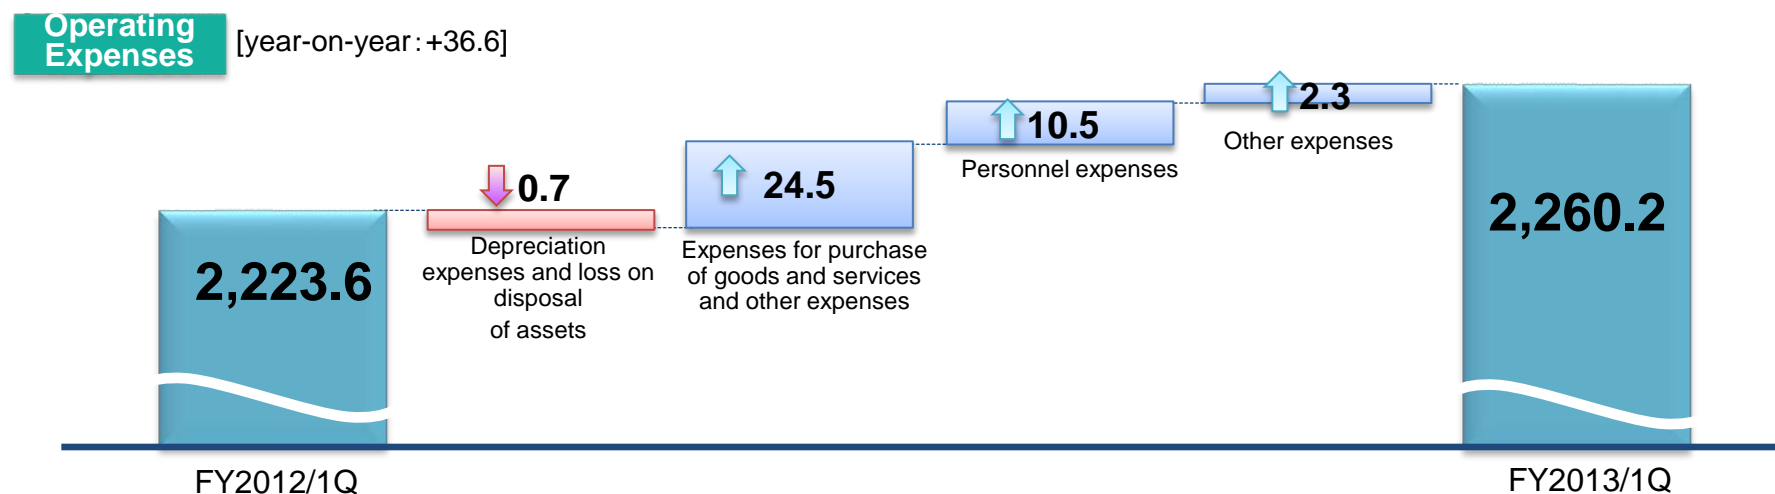 Operating
Expenses
[year-on-year:+36.6]
2,223.6
0.7
Depreciation
expenses and loss on
disposal
of assets
24.5
Expenses for purchase
of goods and services
and other expenses
10.5
Personnel expenses
2.3
Other expenses
2,260.2
FY2012/1Q
FY2013/1Q